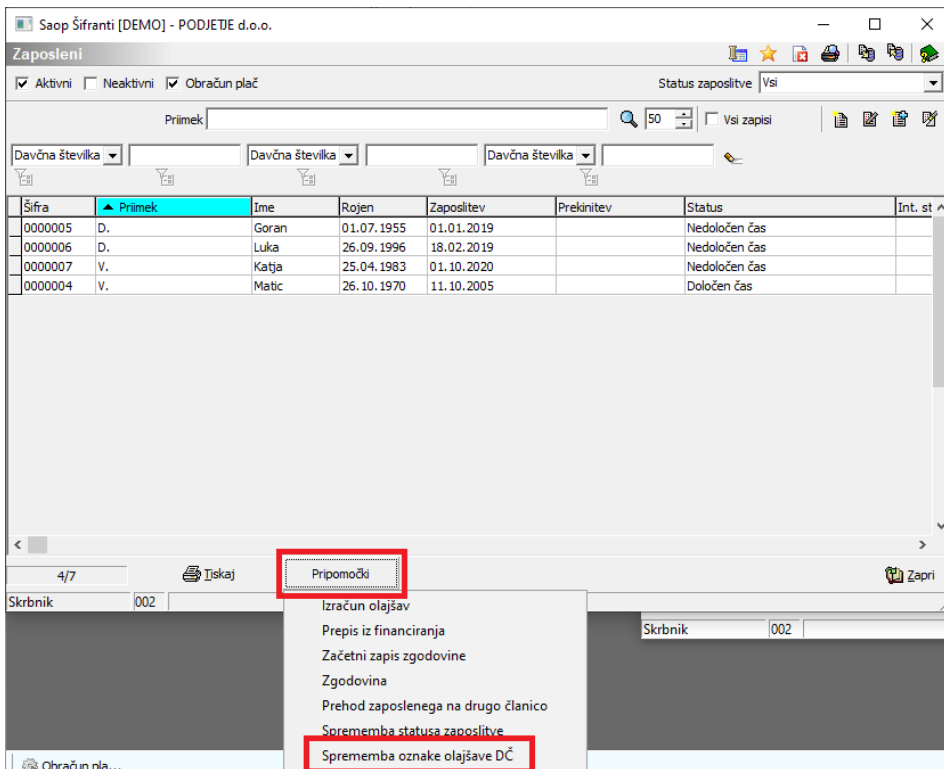 Saop Šifranti [DEMO] - PODJETJE d.o.o.
Zaposleni
Aktivni Neaktivni Obračun plač Status zaposlitve Vsi
Priimek 50 Vsi zapisi
Davčna številka Davčna številka Davčna številka
Šifra Priimek Ime Rojen Zaposlitev Prekinitev Status Int. st
0000005 D. Goran 01.07.1955 01.01.2019 Nedoločen čas
0000006 D. Luka 26.09.1996 18.02.2019 Nedoločen čas
0000007 V. Katja 25.04.1983 01.10.2020 Nedoločen čas
0000004 V. Matic 26.10.1970 11.10.2005 Določen čas
4/7 Tiskaj Pripomočki Zapri
Skrbnik 002
Izračun olajšav
Skrbnik 002
Prepis iz financiranja
Začetni zapis zgodovine
Zgodovina
Prehod zaposlenega na drugo članico
Sprememba statusa zaposlitve
Sprememba oznake olajšave DČ
Obračun pla...